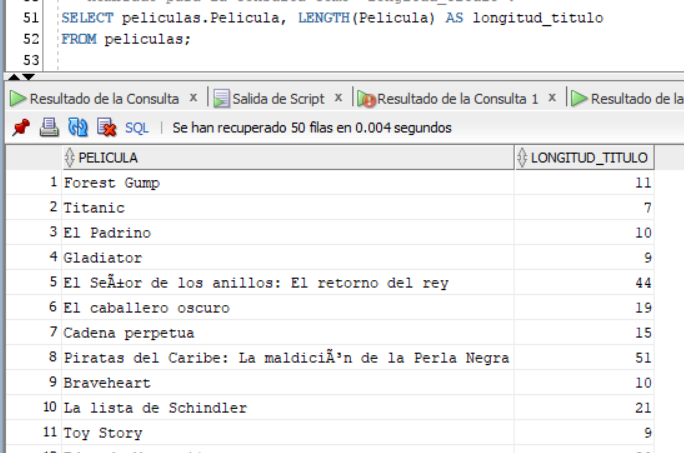 51 SELECT peliculas.Pelicula, LENGTH(Pelicula) AS longitud_titulo
52 FROM peliculas;
53
Resultado de la Consulta x Salida de Script x Resultado de la Consulta 1 x Resultado de la
SQL | Se han recuperado 50 filas en 0.004 segundos
PELICULA LONGITUD_TITULO
1 Forest Gump 11
2 Titanic 7
3 El Padrino 10
4 Gladiator 9
5 El SeÃ±or de los anillos: El retorno del rey 44
6 El caballero oscuro 19
7 Cadena perpetua 15
8 Piratas del Caribe: La maldiciÃ³n de la Perla Negra 51
9 Braveheart 10
10 La lista de Schindler 21
11 Toy Story 9